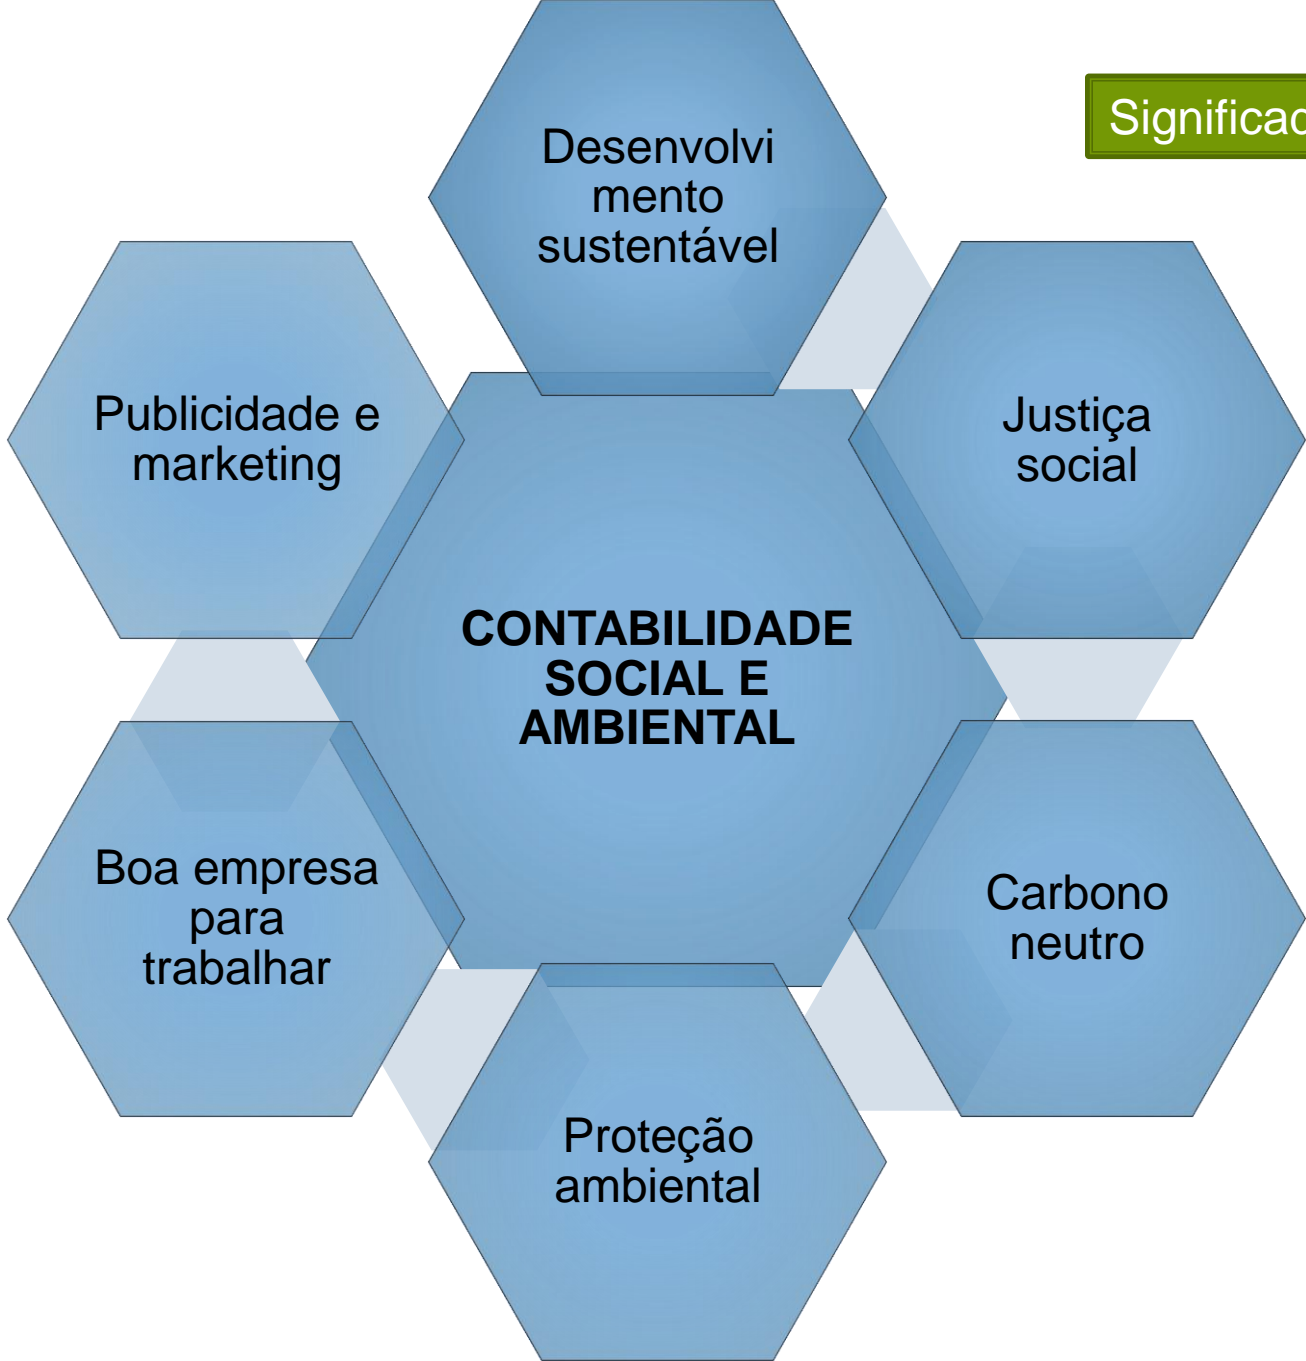 Significad
Desenvolvi
mento
sustentável
Justiça
social
Carbono
neutro
Proteção
ambiental
Boa empresa
para
trabalhar
Publicidade e
marketing
CONTABILIDADE
SOCIAL E
AMBIENTAL